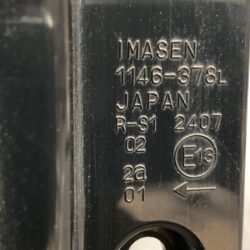 IMASEN
1146-378L
JAPAN
R-S1 2407
02 E13
2a
01 ←